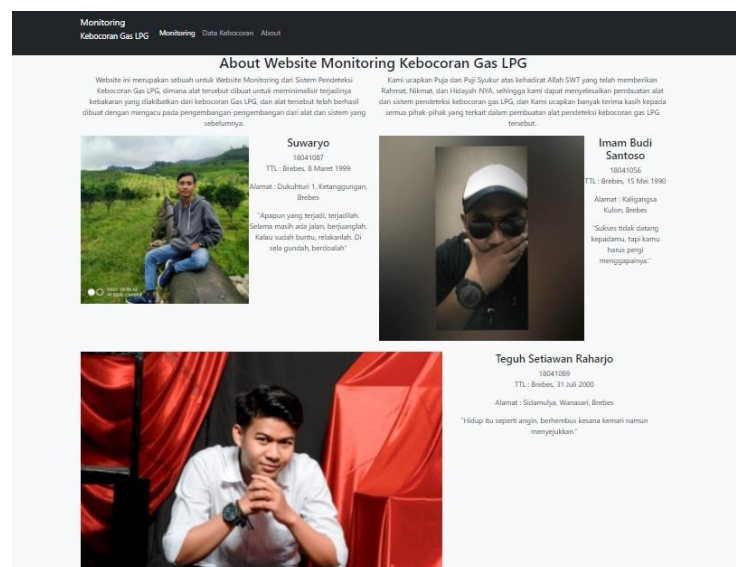 Monitoring
Kebocoran Gas LPG
Monitoring Data Kebocoran About
About Website Monitoring Kebocoran Gas LPG
Website ini merupakan sebuah untuk Website Monitoring dari Sistem Pendeteksi
Kebocoran Gas LPG, dimana alat tersebut dibuat untuk meminimalisir terjadinya
kebakaran yang diakibatkan dari kebocoran Gas LPG, dan alat tersebut telah berhasil
dibuat dengan mengacu pada pengembangan-pengembangan dari alat dan sistem yang
sebelumnya.
Kami ucapkan Puja dan Puji Syukur atas kehadirat Allah SWT yang telah memberikan
Rahmat, Nikmat, dan Hidayah-NYA, sehingga kami dapat menyelesaikan pembuatan alat
dan sistem pendeteksi kebocoran gas LPG, dan Kami ucapkan banyak terima kasih kepada
semua pihak-pihak yang terkait dalam pembuatan alat pendeteksi kebocoran gas LPG
tersebut.
Suwaryo
18041087
TTL : Brebes, 8 Maret 1999
Alamat : Dukuhturi 1, Ketanggungan,
Brebes
"Apapun yang terjadi, terjadilah.
Selama masih ada jalan, berjuanglah.
Kalau sudah buntu, relakanlah. Di
sela gundah, berdoalah"
Imam Budi
Santoso
18041056
TTL : Brebes, 15 Mei 1990
Alamat : Kaligangsa
Kulon, Brebes
"Sukses tidak datang
kepadamu, tapi kamu
harus pergi
menggapainya."
Teguh Setiawan Raharjo
18041089
TTL : Brebes, 31 Juli 2000
Alamat : Sidamulya, Wanasari, Brebes
"Hidup itu seperti angin, berhembus kesana kemari namun
menyejukkan."